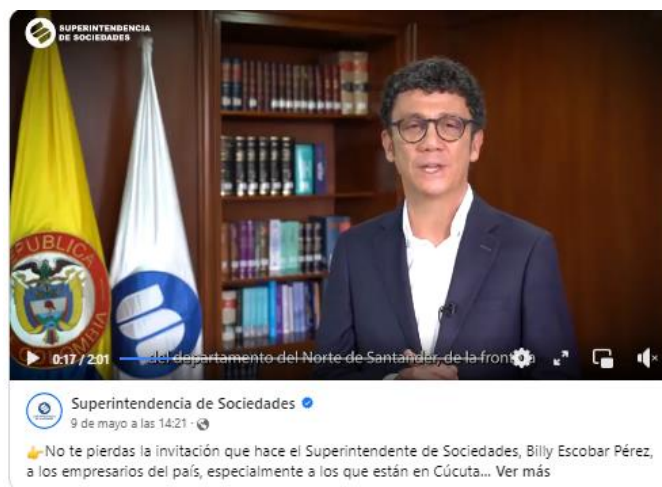 SUPERINTENDENCIA
DE SOCIEDADES
REPUBLICA
COLOMBIA
0:17 / 2:01
del departamento del Norte de Santander, de la frontera
Superintendencia de Sociedades
9 de mayo a las 14:21 ·
👉No te pierdas la invitación que hace el Superintendente de Sociedades, Billy Escobar Pérez,
a los empresarios del país, especialmente a los que están en Cúcuta... Ver más